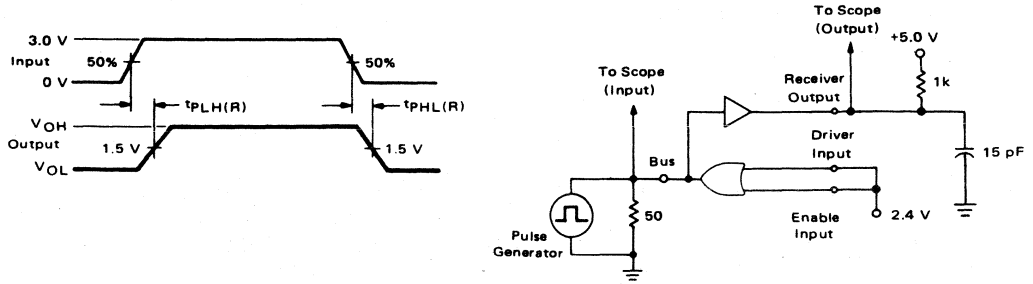 3.0 V
Input
50%
50%
0 V
tPLH(R)
tPHL(R)
VOH
Output
1.5 V
1.5 V
VOL
To Scope
(Output)
+5.0 V
To Scope
(Input)
1k
Receiver
Output
Driver
Input
15 pF
Bus
50
Enable
Input
2.4 V
Pulse
Generator